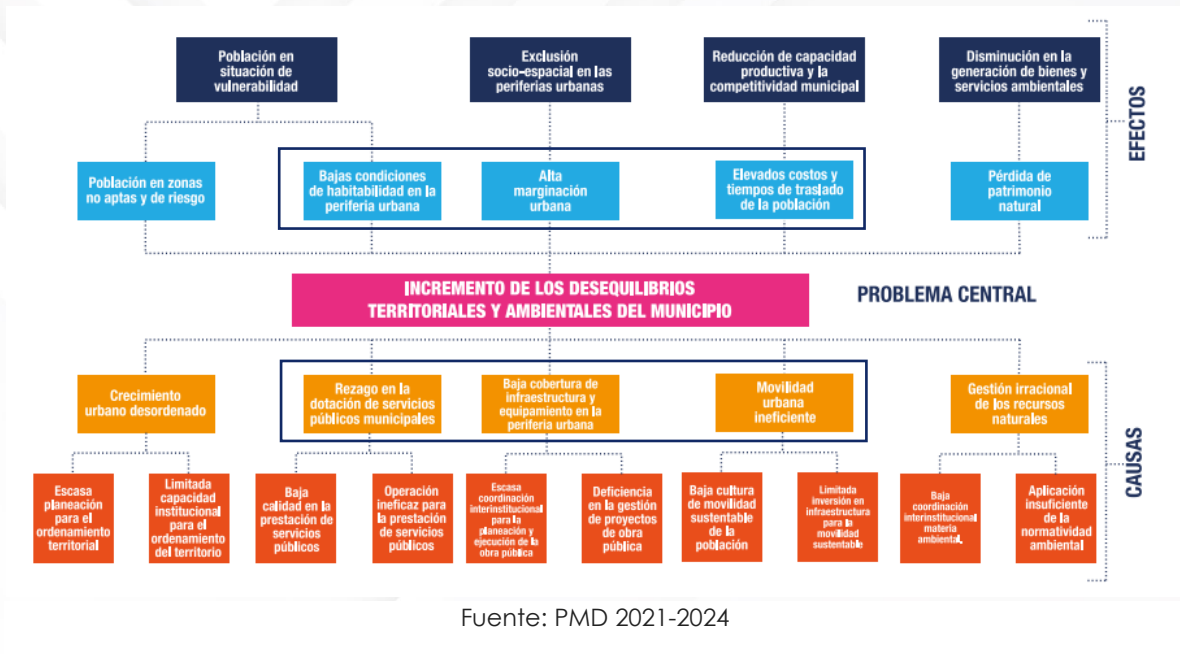 Población en
situación de
vulnerabilidad
Exclusión
socio-espacial en las
periferias urbanas
Reducción de capacidad
productiva y la
competitividad municipal
Disminución en la
generación de bienes y
servicios ambientales
EFECTOS
Población en zonas
no aptas y de riesgo
Bajas condiciones
de habitabilidad en la
periferia urbana
Alta
marginación
urbana
Elevados costos y
tiempos de traslado
de la población
Pérdida de
patrimonio
natural
INCREMENTO DE LOS DESEQUILIBRIOS
TERRITORIALES Y AMBIENTALES DEL MUNICIPIO
PROBLEMA CENTRAL
Crecimiento
urbano desordenado
Rezago en la
dotación de servicios
públicos municipales
Baja cobertura de
infraestructura y
equipamiento en la
periferia urbana
Movilidad
urbana
ineficiente
Gestión irracional
de los recursos
naturales
CAUSAS
Escasa
planeación
para el
ordenamiento
territorial
Limitada
capacidad
institucional
para el
ordenamiento
del territorio
Baja
calidad en la
prestación de
servicios
públicos
Operación
ineficaz para
la prestación
de servicios
públicos
Escasa
coordinación
interinstitucional
para la
planeación y
ejecución de la
obra pública
Deficiencia
en la gestión
de proyectos
de obra
pública
Baja cultura
de movilidad
sustentable
de la
población
Limitada
inversión en
infraestructura
para la
movilidad
sustentable
Baja
coordinación
interinstitucional
materia
ambiental.
Aplicación
insuficiente
de la
normatividad
ambiental
Fuente: PMD 2021-2024